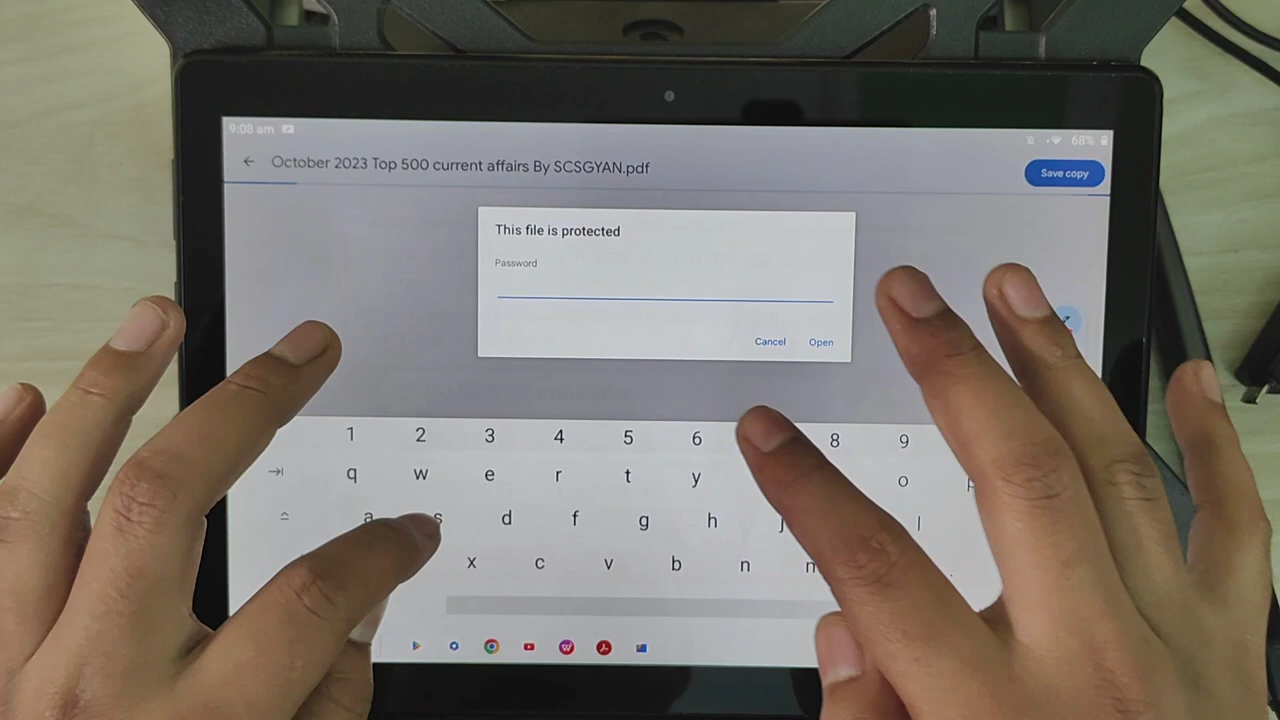 9:08 am
68%
October 2023 Top 500 current affairs By SCSGYAN.pdf
Save copy
This file is protected
Password
Cancel Open
1 2 3 4 5 6 8 9
q w e r t y o p
a s d f g h j l
x c v b n m